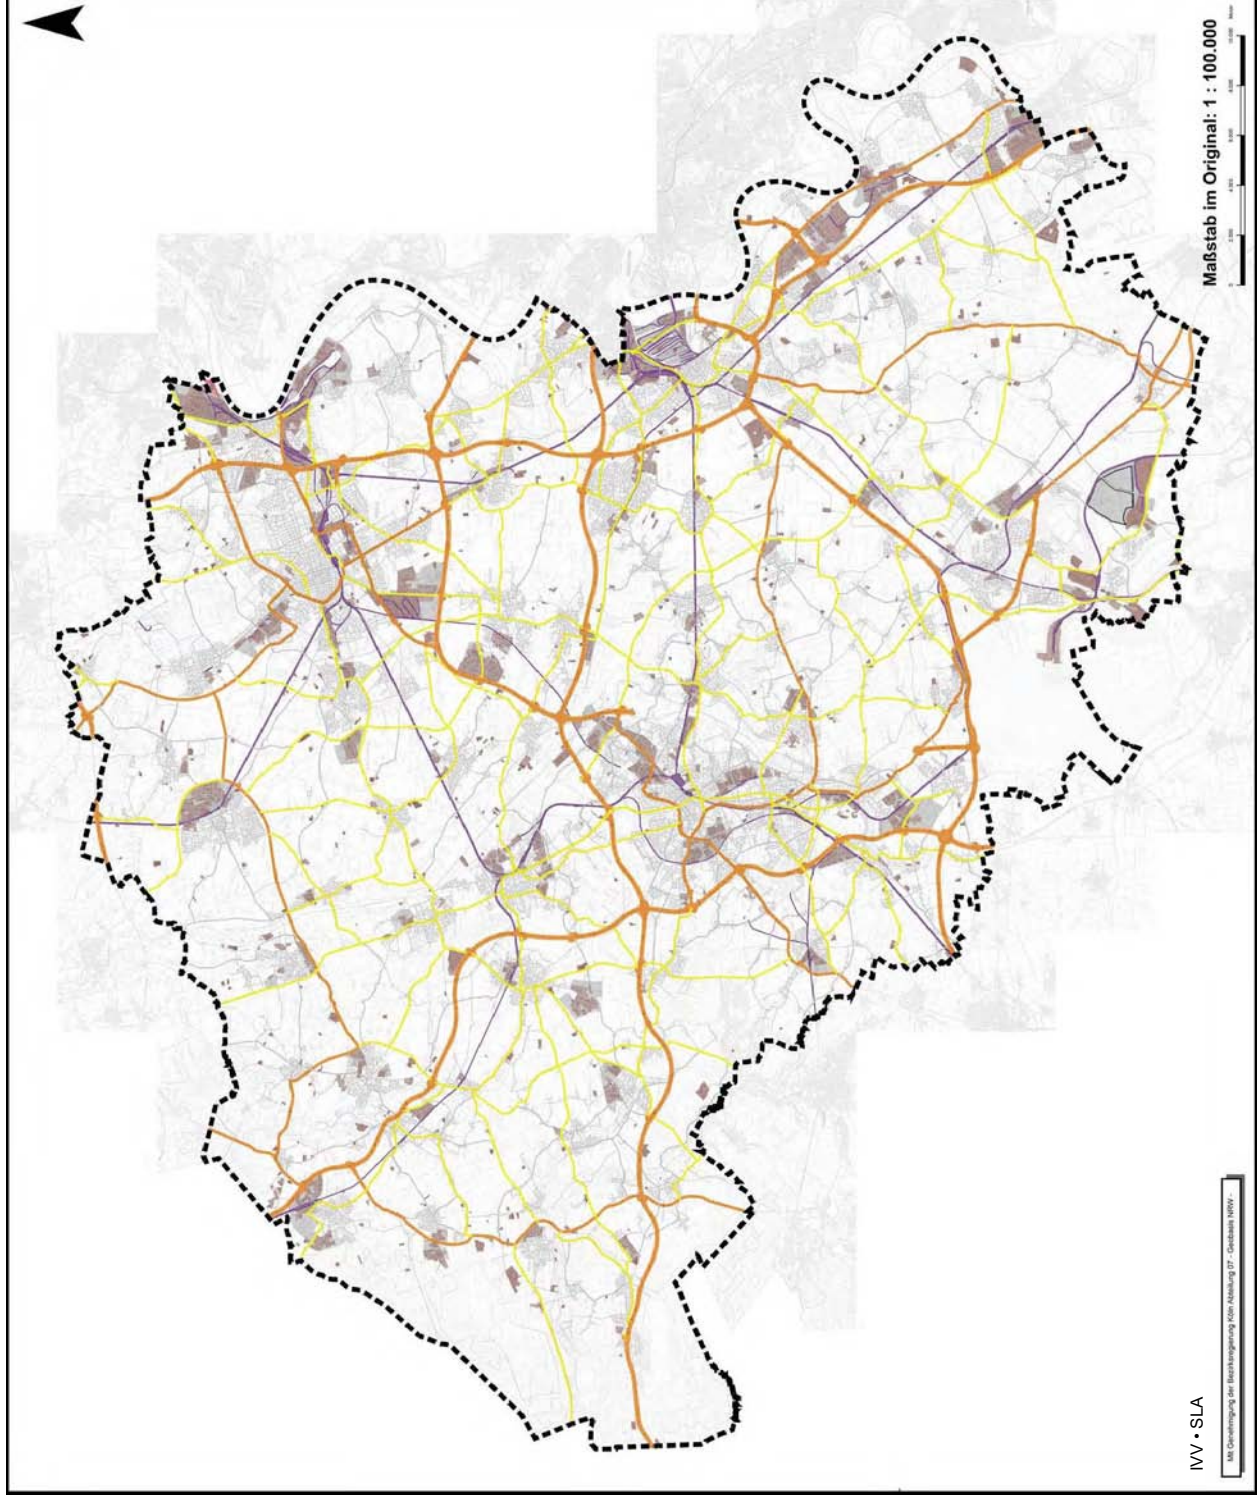 Maßstab im Original: 1 : 100.000
IVV • SLA
Mit Genehmigung der Bezirksregierung Köln Abteilung 07 - Geobasis NRW -